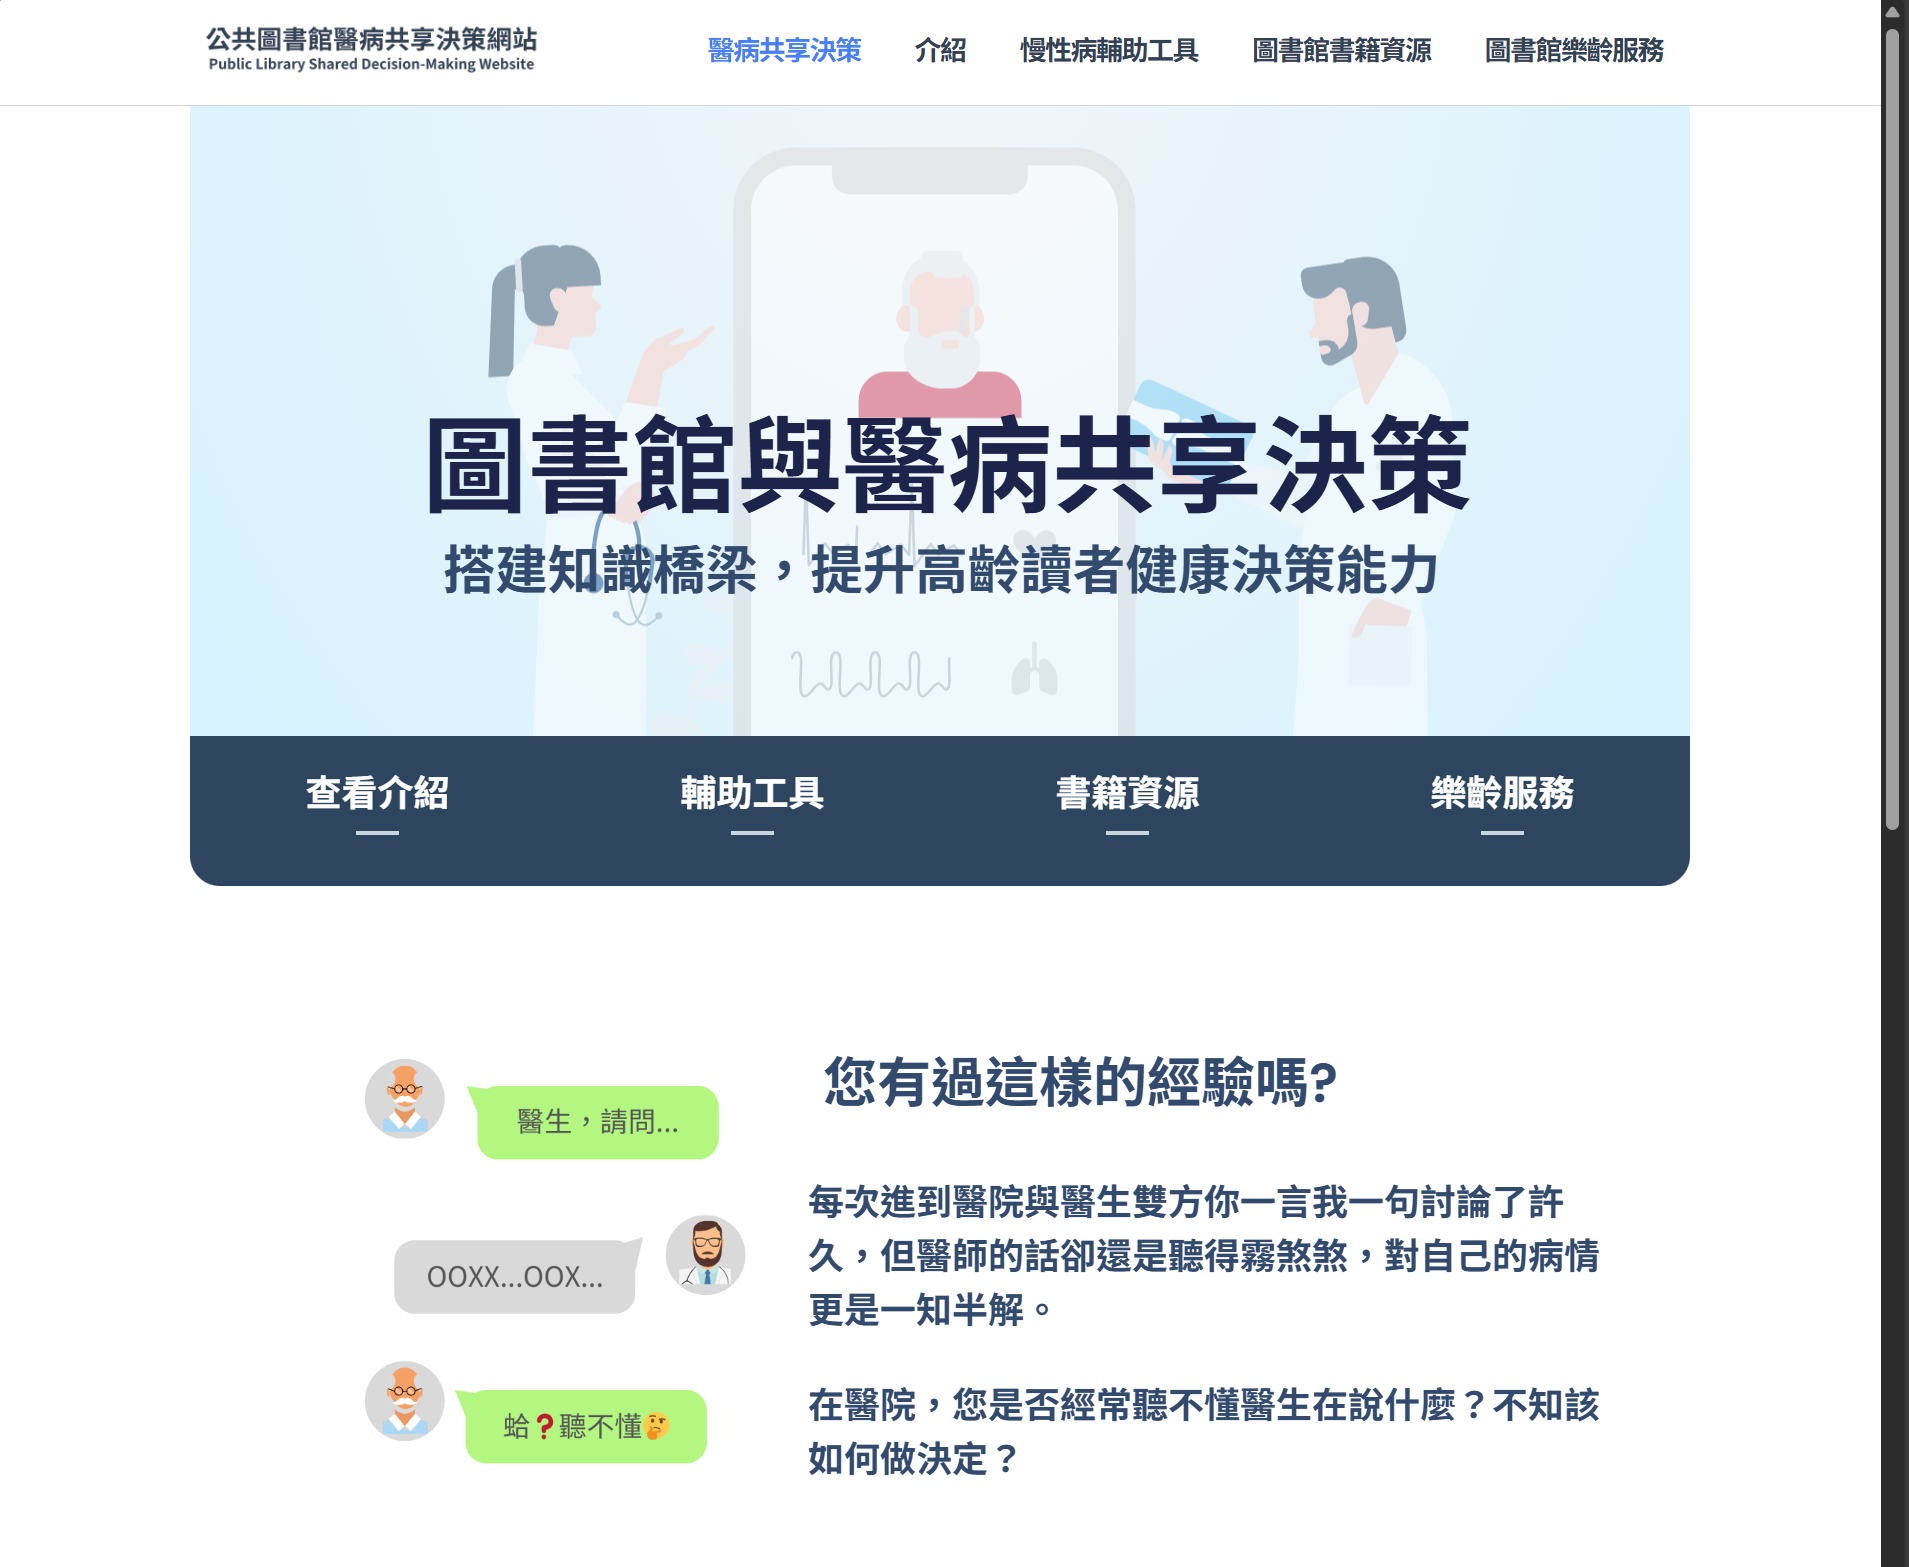 公共圖書館醫病共享決策網站
Public Library Shared Decision-Making Website
醫病共享決策
介紹
慢性病輔助工具
圖書館書籍資源
圖書館樂齡服務
圖書館與醫病共享決策
搭建知識橋梁，提升高齡讀者健康決策能力
查看介紹
輔助工具
書籍資源
樂齡服務
醫生，請問...
OOXX...OOX...
蛤❓聽不懂🤔
您有過這樣的經驗嗎?
每次進到醫院與醫生雙方你一言我一句討論了許
久，但醫師的話卻還是聽得霧煞煞，對自己的病情
更是一知半解。
在醫院，您是否經常聽不懂醫生在說什麼？不知該
如何做決定？